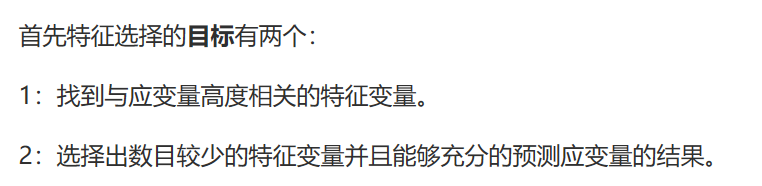 首先特征选择的目标有两个：
1：找到与应变量高度相关的特征变量。
2：选择出数目较少的特征变量并且能够充分的预测应变量的结果。